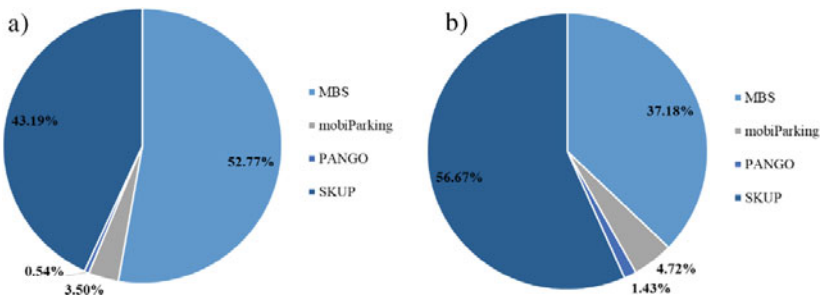 a)
43.19%
52.77%
0.54%
3.50%
MBS
mobiParking
PANGO
SKUP
b)
37.18%
56.67%
4.72%
1.43%
MBS
mobiParking
PANGO
SKUP